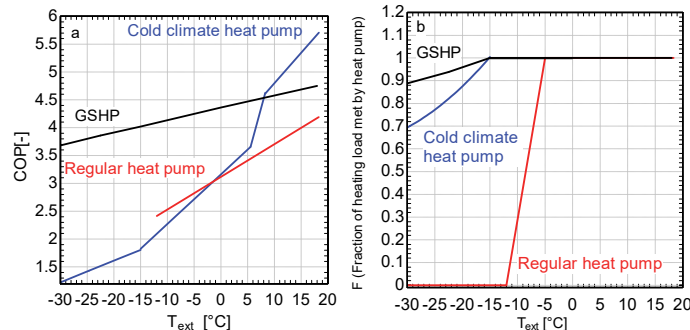 a
Cold climate heat pump
GSHP
Regular heat pump
COP[-]
6
5.5
5
4.5
4
3.5
3
2.5
2
1.5
-30 -25 -20 -15 -10 -5 0 5 10 15 20
T_ext [°C]
b
GSHP
Cold climate
heat pump
Regular heat pump
F (Fraction of heating load met by heat pump)
1.2
1.1
1
0.9
0.8
0.7
0.6
0.5
0.4
0.3
0.2
0.1
0
-30 -25 -20 -15 -10 -5 0 5 10 15 20
T_ext [°C]